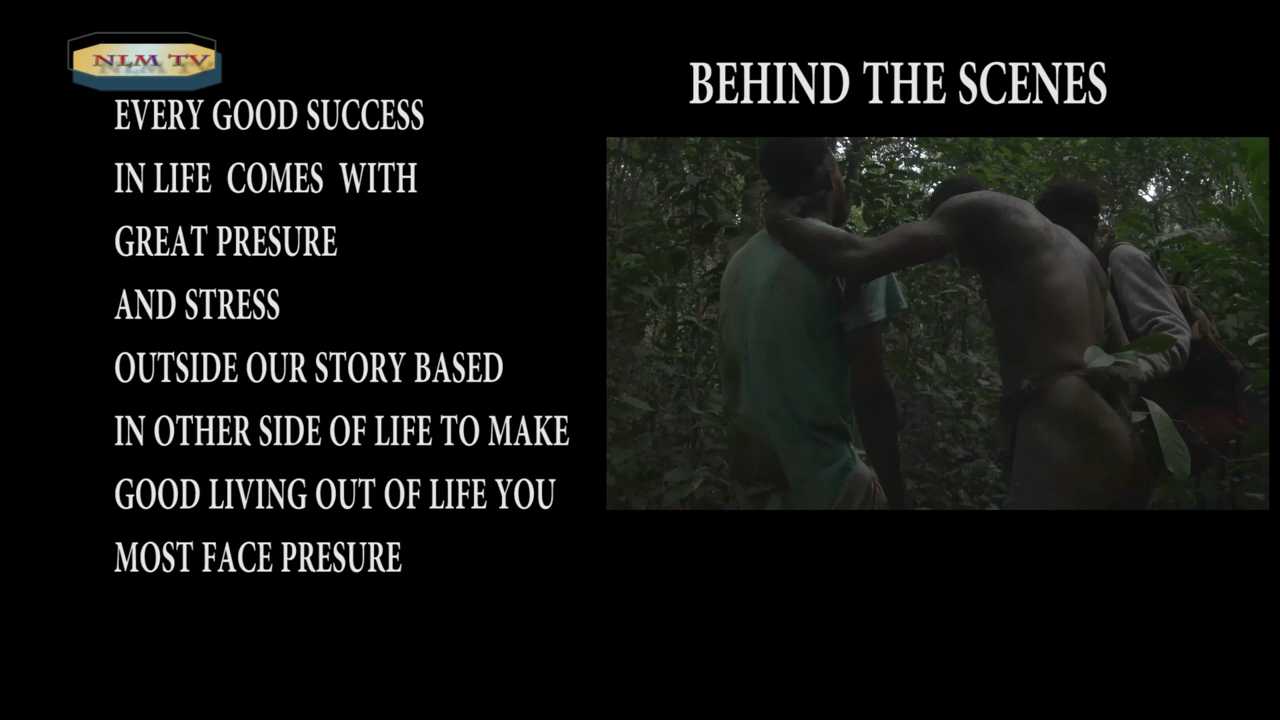 NLM TV
BEHIND THE SCENES
EVERY GOOD SUCCESS
IN LIFE COMES WITH
GREAT PRESURE
AND STRESS
OUTSIDE OUR STORY BASED
IN OTHER SIDE OF LIFE TO MAKE
GOOD LIVING OUT OF LIFE YOU
MOST FACE PRESURE